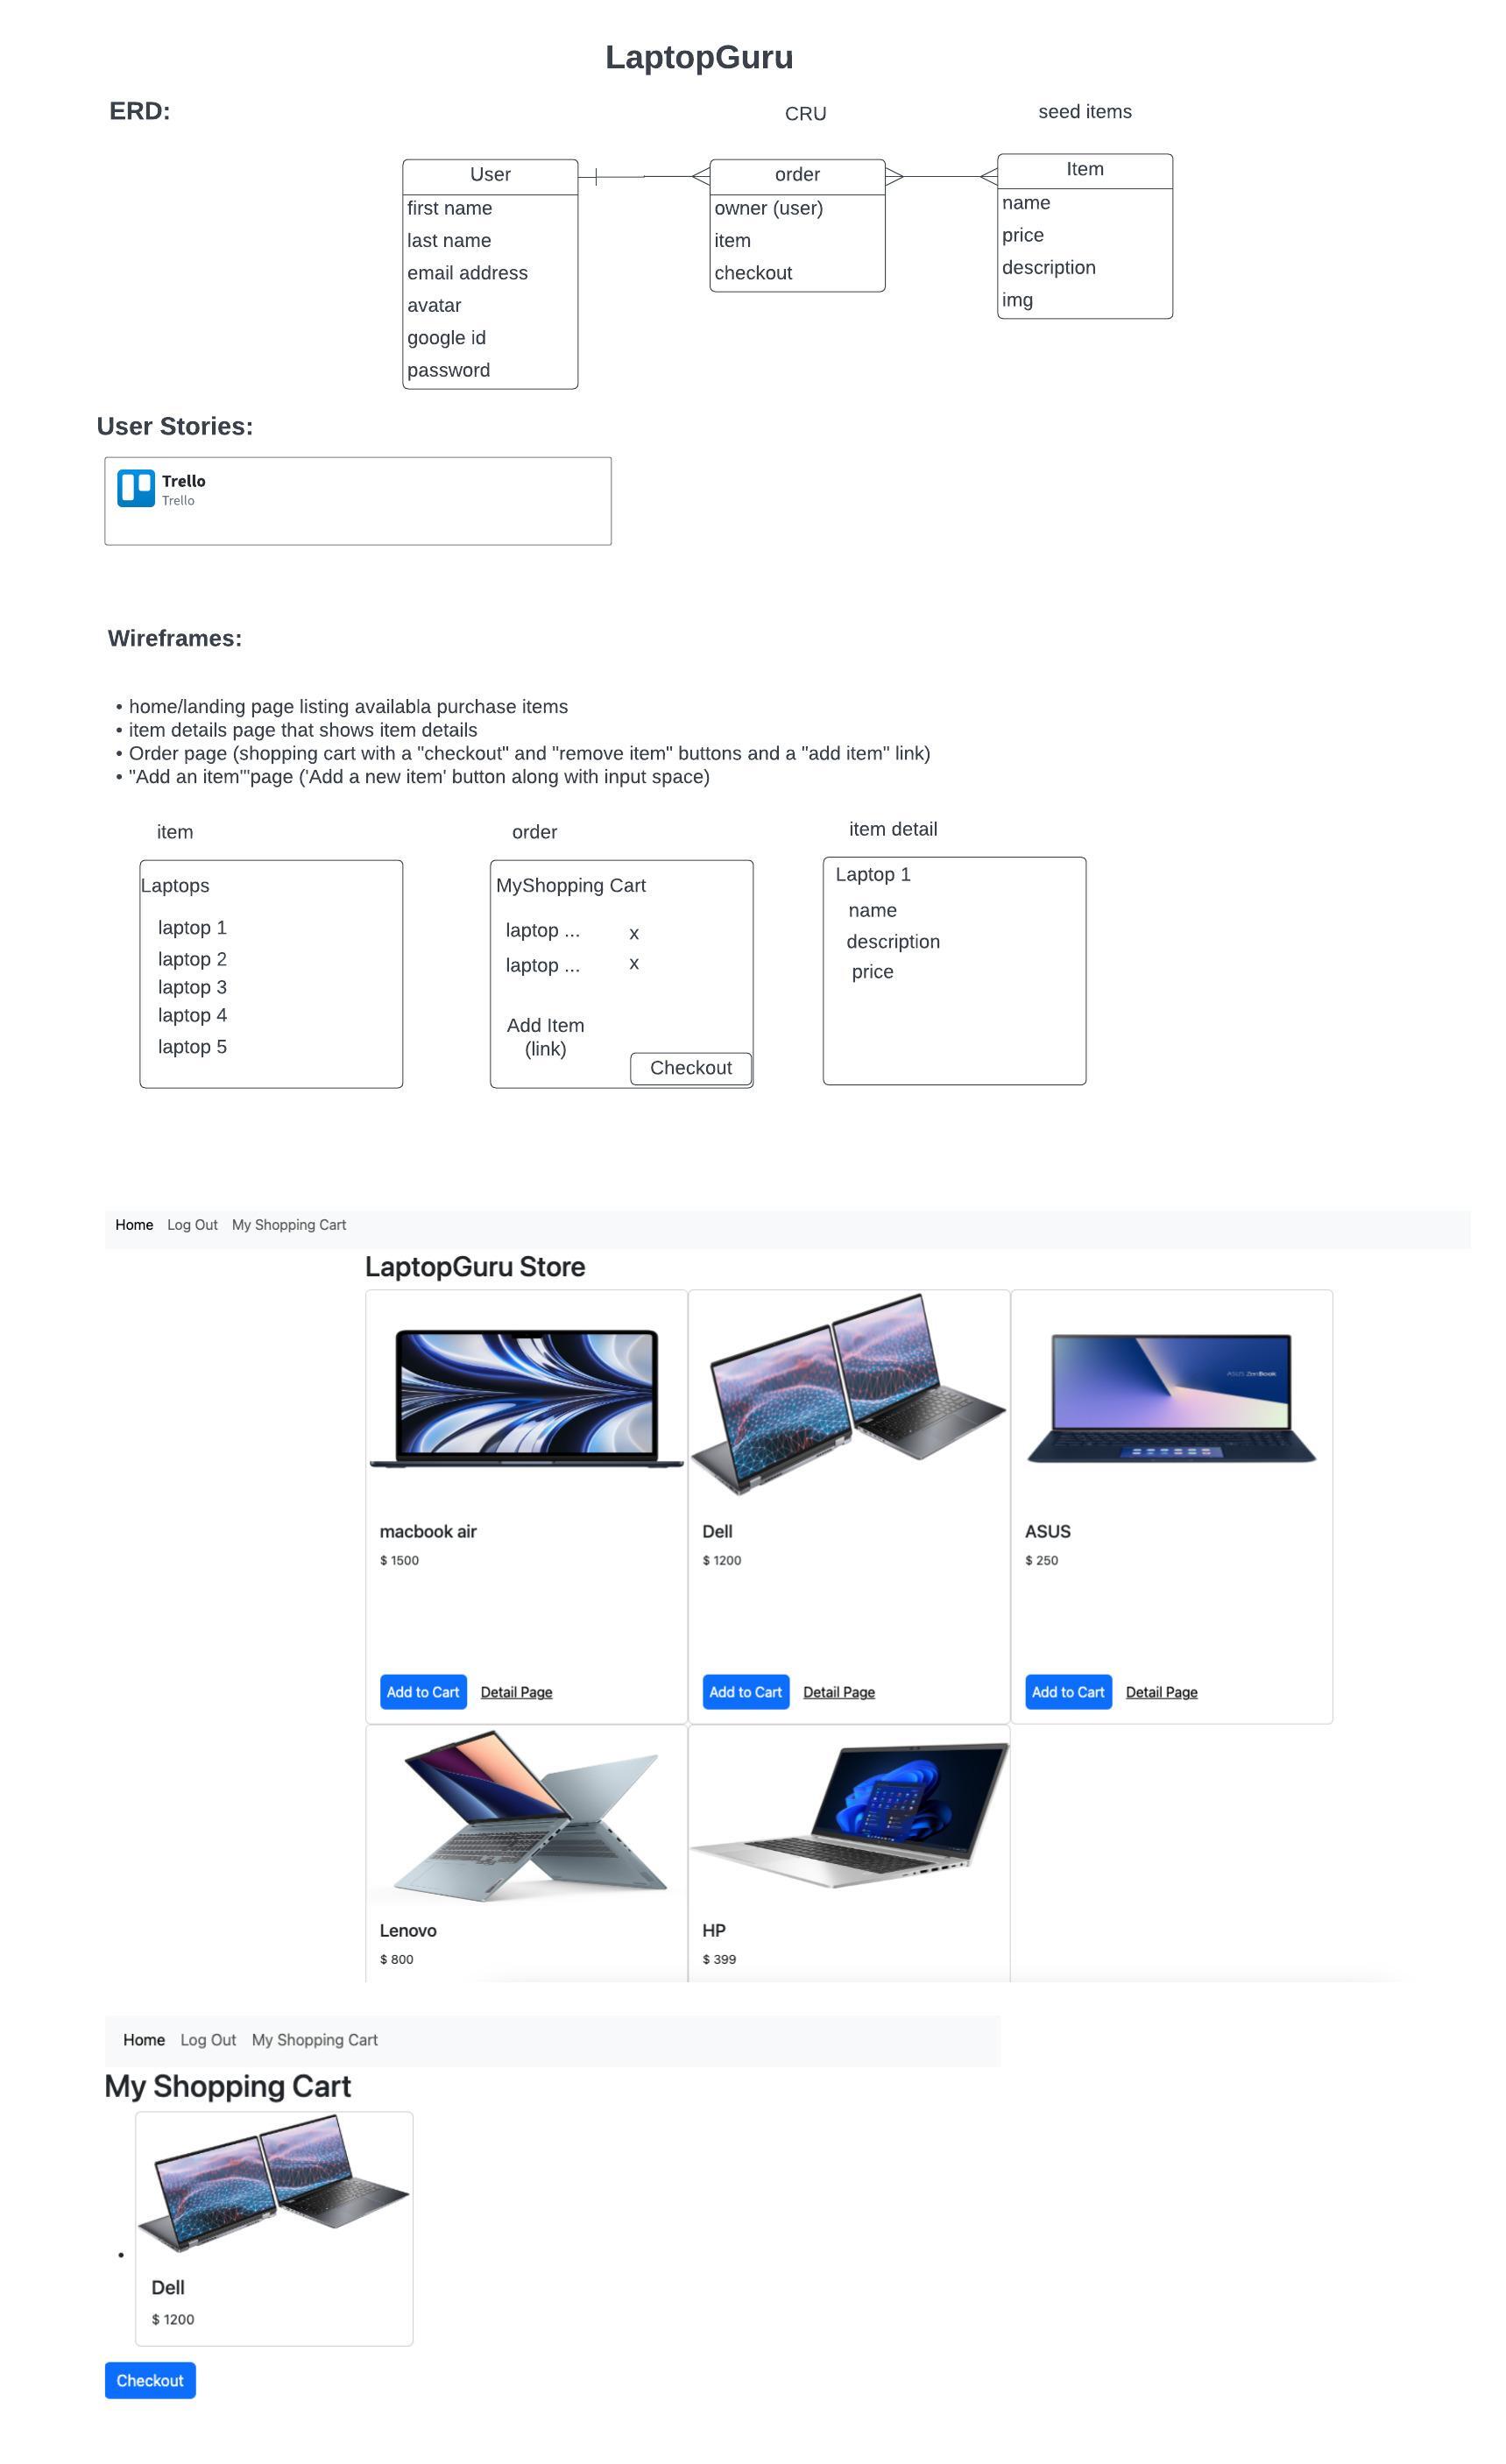 LaptopGuru
ERD:
CRU
seed items
User
first name
last name
email address
avatar
google id
password
order
owner (user)
item
checkout
Item
name
price
description
img
User Stories:
Trello
Trello
Wireframes:
• home/landing page listing availabla purchase items
• item details page that shows item details
• Order page (shopping cart with a "checkout" and "remove item" buttons and a "add item" link)
• "Add an item"'page ('Add a new item' button along with input space)
item
Laptops
laptop 1
laptop 2
laptop 3
laptop 4
laptop 5
order
MyShopping Cart
laptop ... x
laptop ... x
Add Item
(link)
Checkout
item detail
Laptop 1
name
description
price
Home Log Out My Shopping Cart
LaptopGuru Store
ASUS ZenBook
macbook air
$ 1500
Add to Cart Detail Page
Dell
$ 1200
Add to Cart Detail Page
ASUS
$ 250
Add to Cart Detail Page
Lenovo
$ 800
HP
$ 399
Home Log Out My Shopping Cart
My Shopping Cart
Dell
$ 1200
Checkout